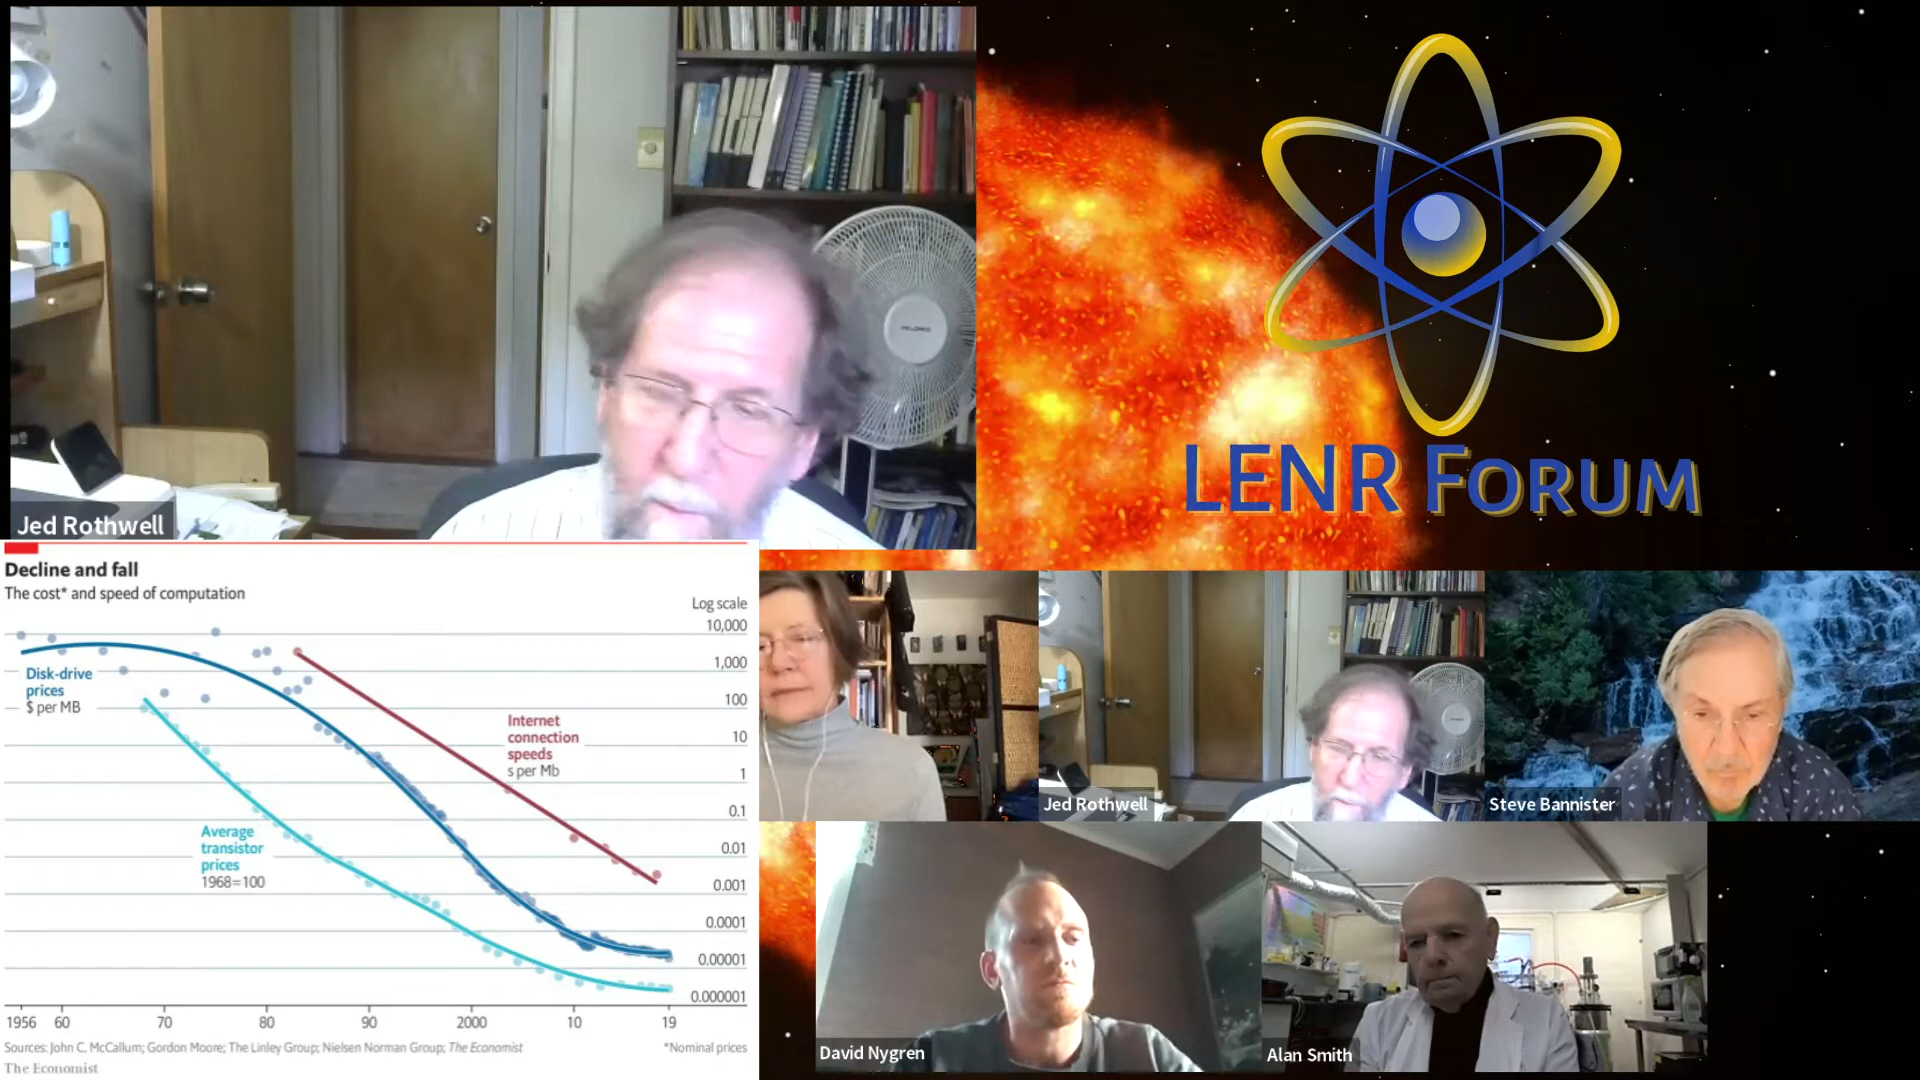 Jed Rothwell
LENR FORUM
Decline and fall
The cost* and speed of computation
Log scale
10,000
1,000
100
10
1
0.1
0.01
0.001
0.0001
0.00001
0.000001
Disk-drive
prices
$ per MB
Internet
connection
speeds
s per Mb
Average
transistor
prices
1968=100
1956 60 70 80 90 2000 10 19
Sources: John C. McCallum; Gordon Moore; The Linley Group; Nielsen Norman Group; The Economist
*Nominal prices
The Economist
Jed Rothwell
Steve Bannister
David Nygren
Alan Smith